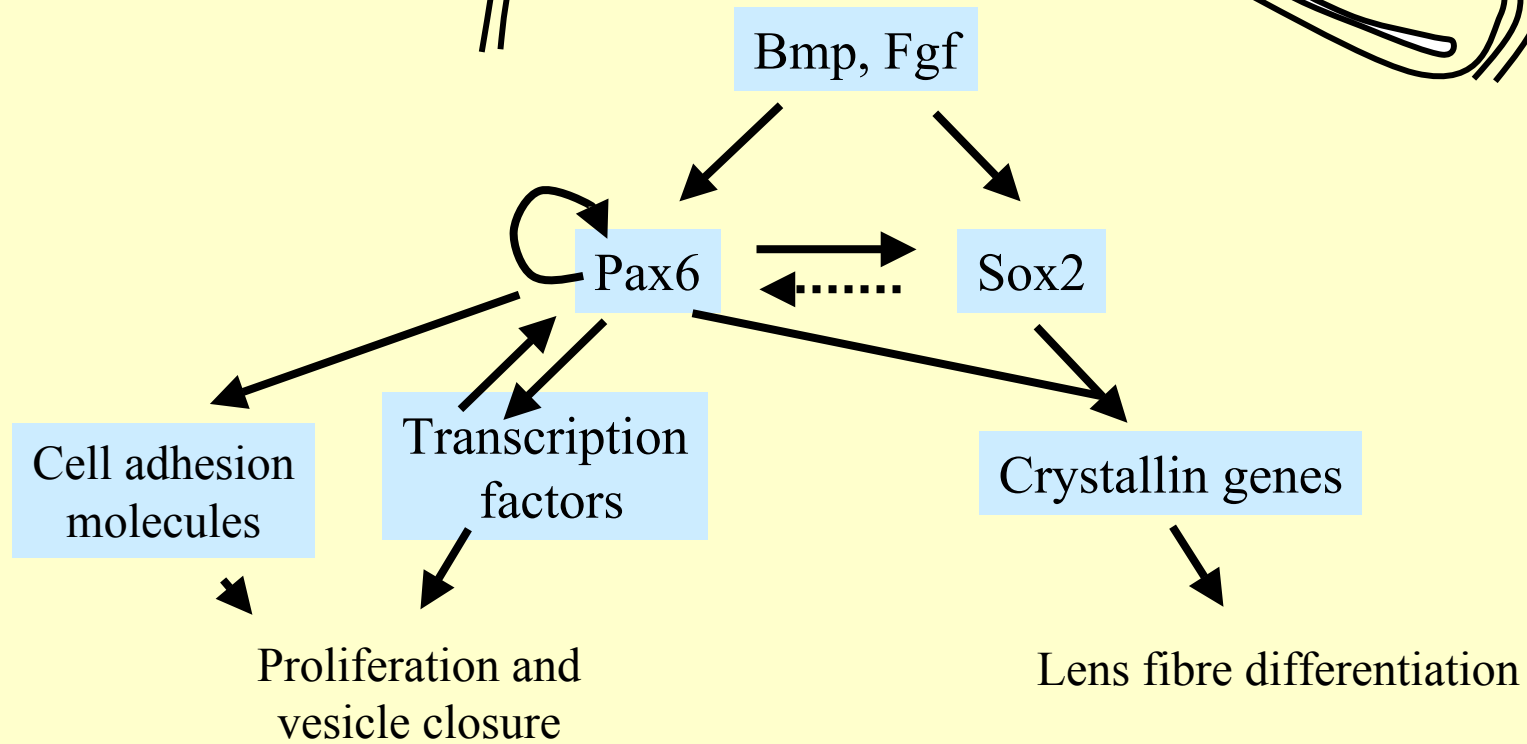 Bmp, Fgf
Pax6
Sox2
Cell adhesion
molecules
Transcription
factors
Crystallin genes
Proliferation and
vesicle closure
Lens fibre differentiation